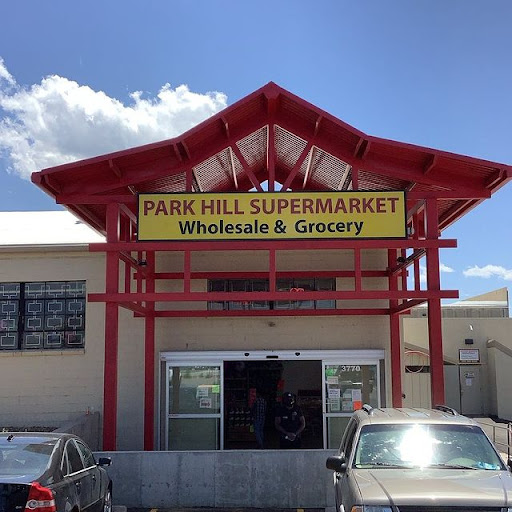 PARK HILL SUPERMARKET
Wholesale & Grocery
3770